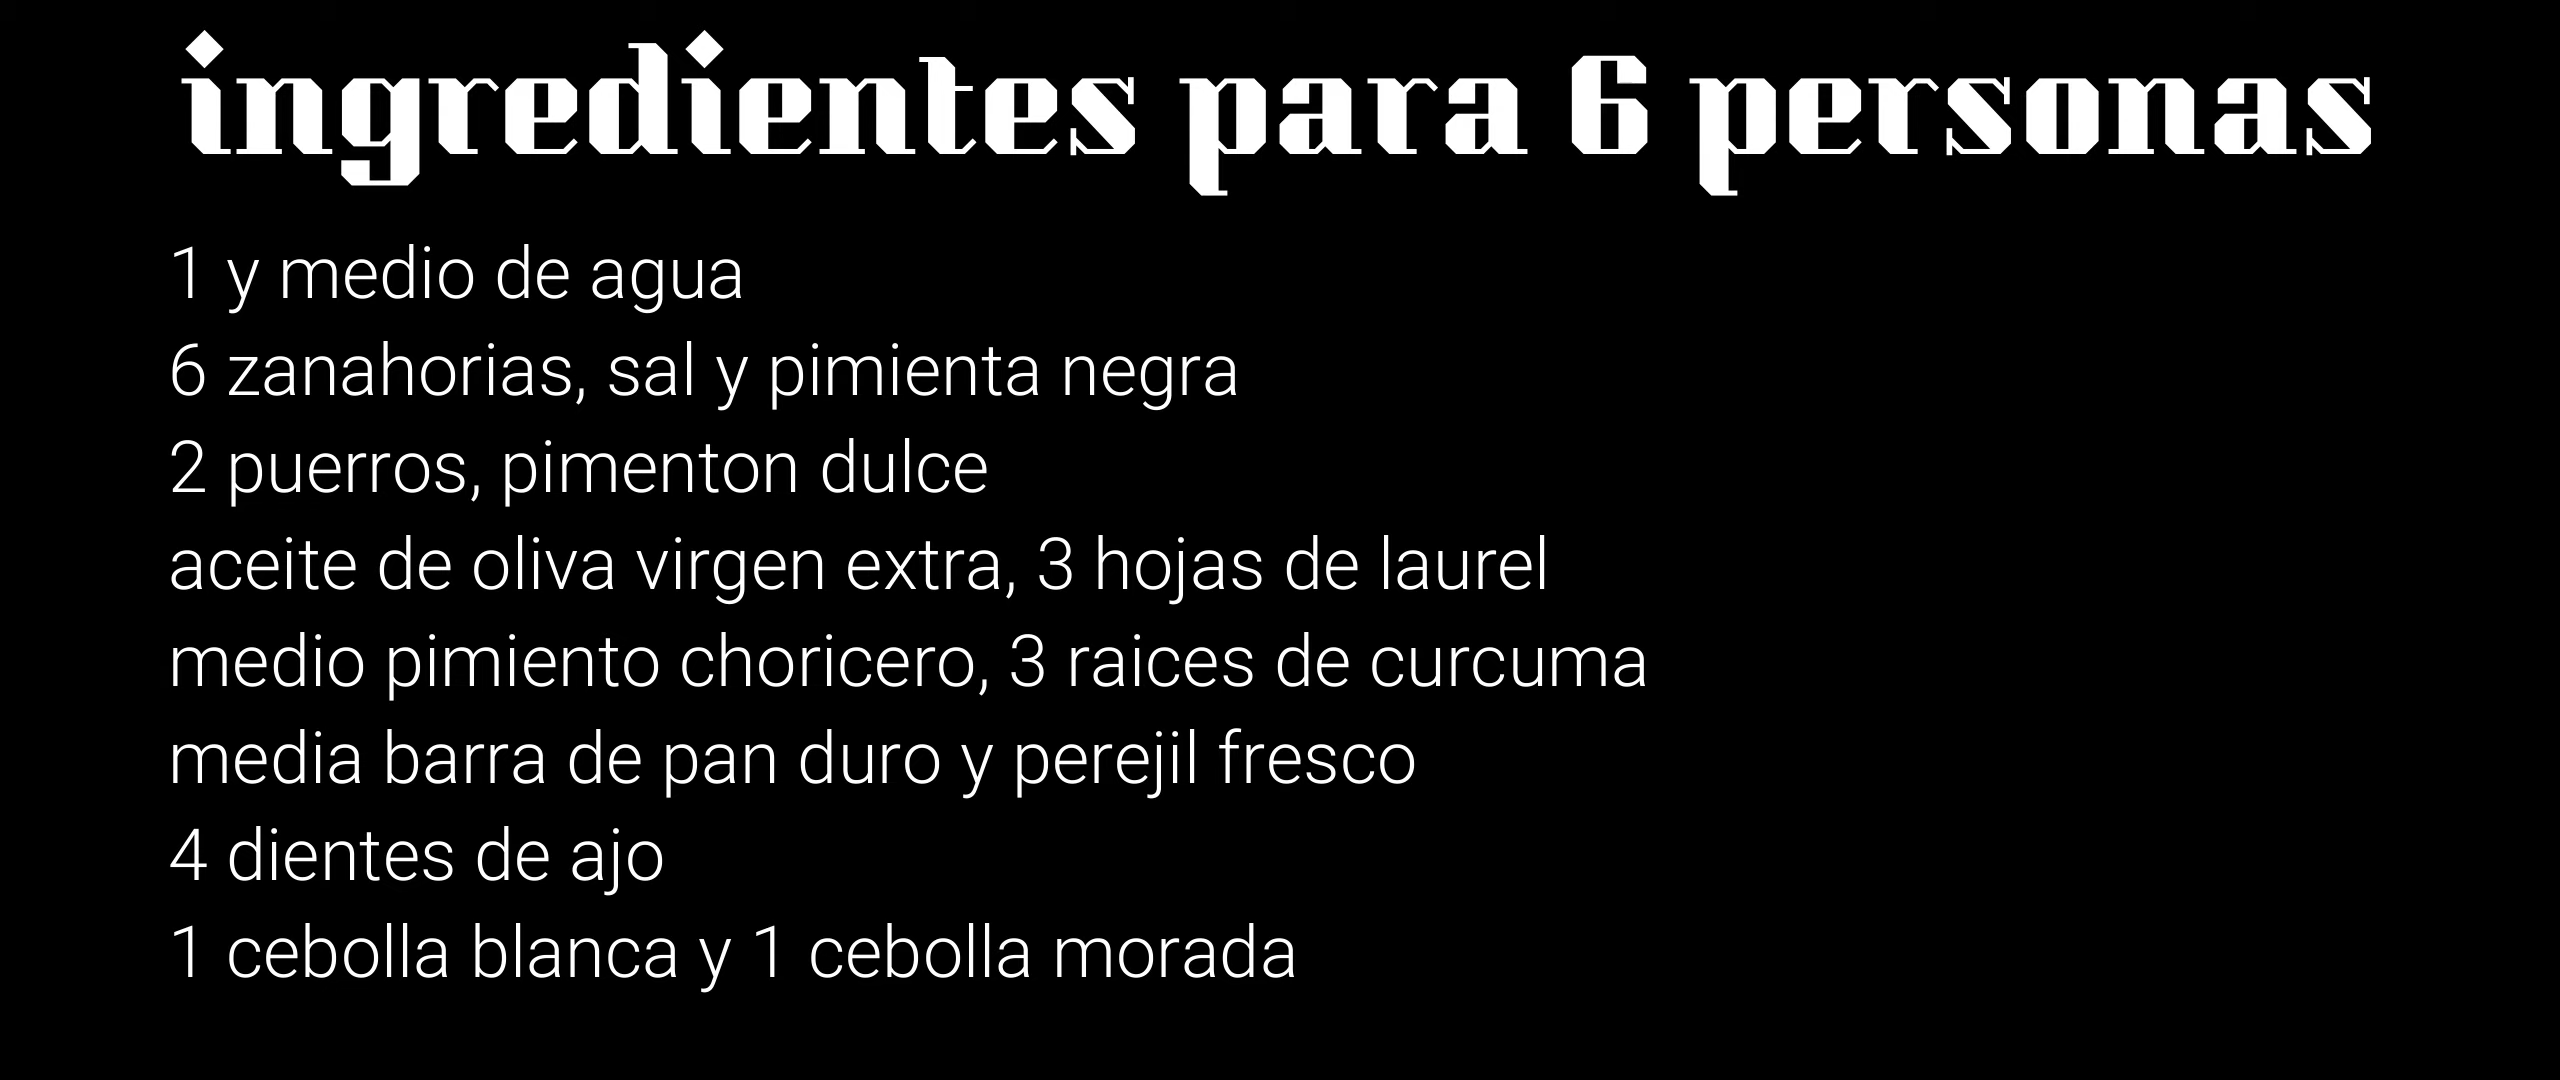 ingredientes para 6 personas
1 y medio de agua
6 zanahorias, sal y pimienta negra
2 puerros, pimenton dulce
aceite de oliva virgen extra, 3 hojas de laurel
medio pimiento choricero, 3 raices de curcuma
media barra de pan duro y perejil fresco
4 dientes de ajo
1 cebolla blanca y 1 cebolla morada